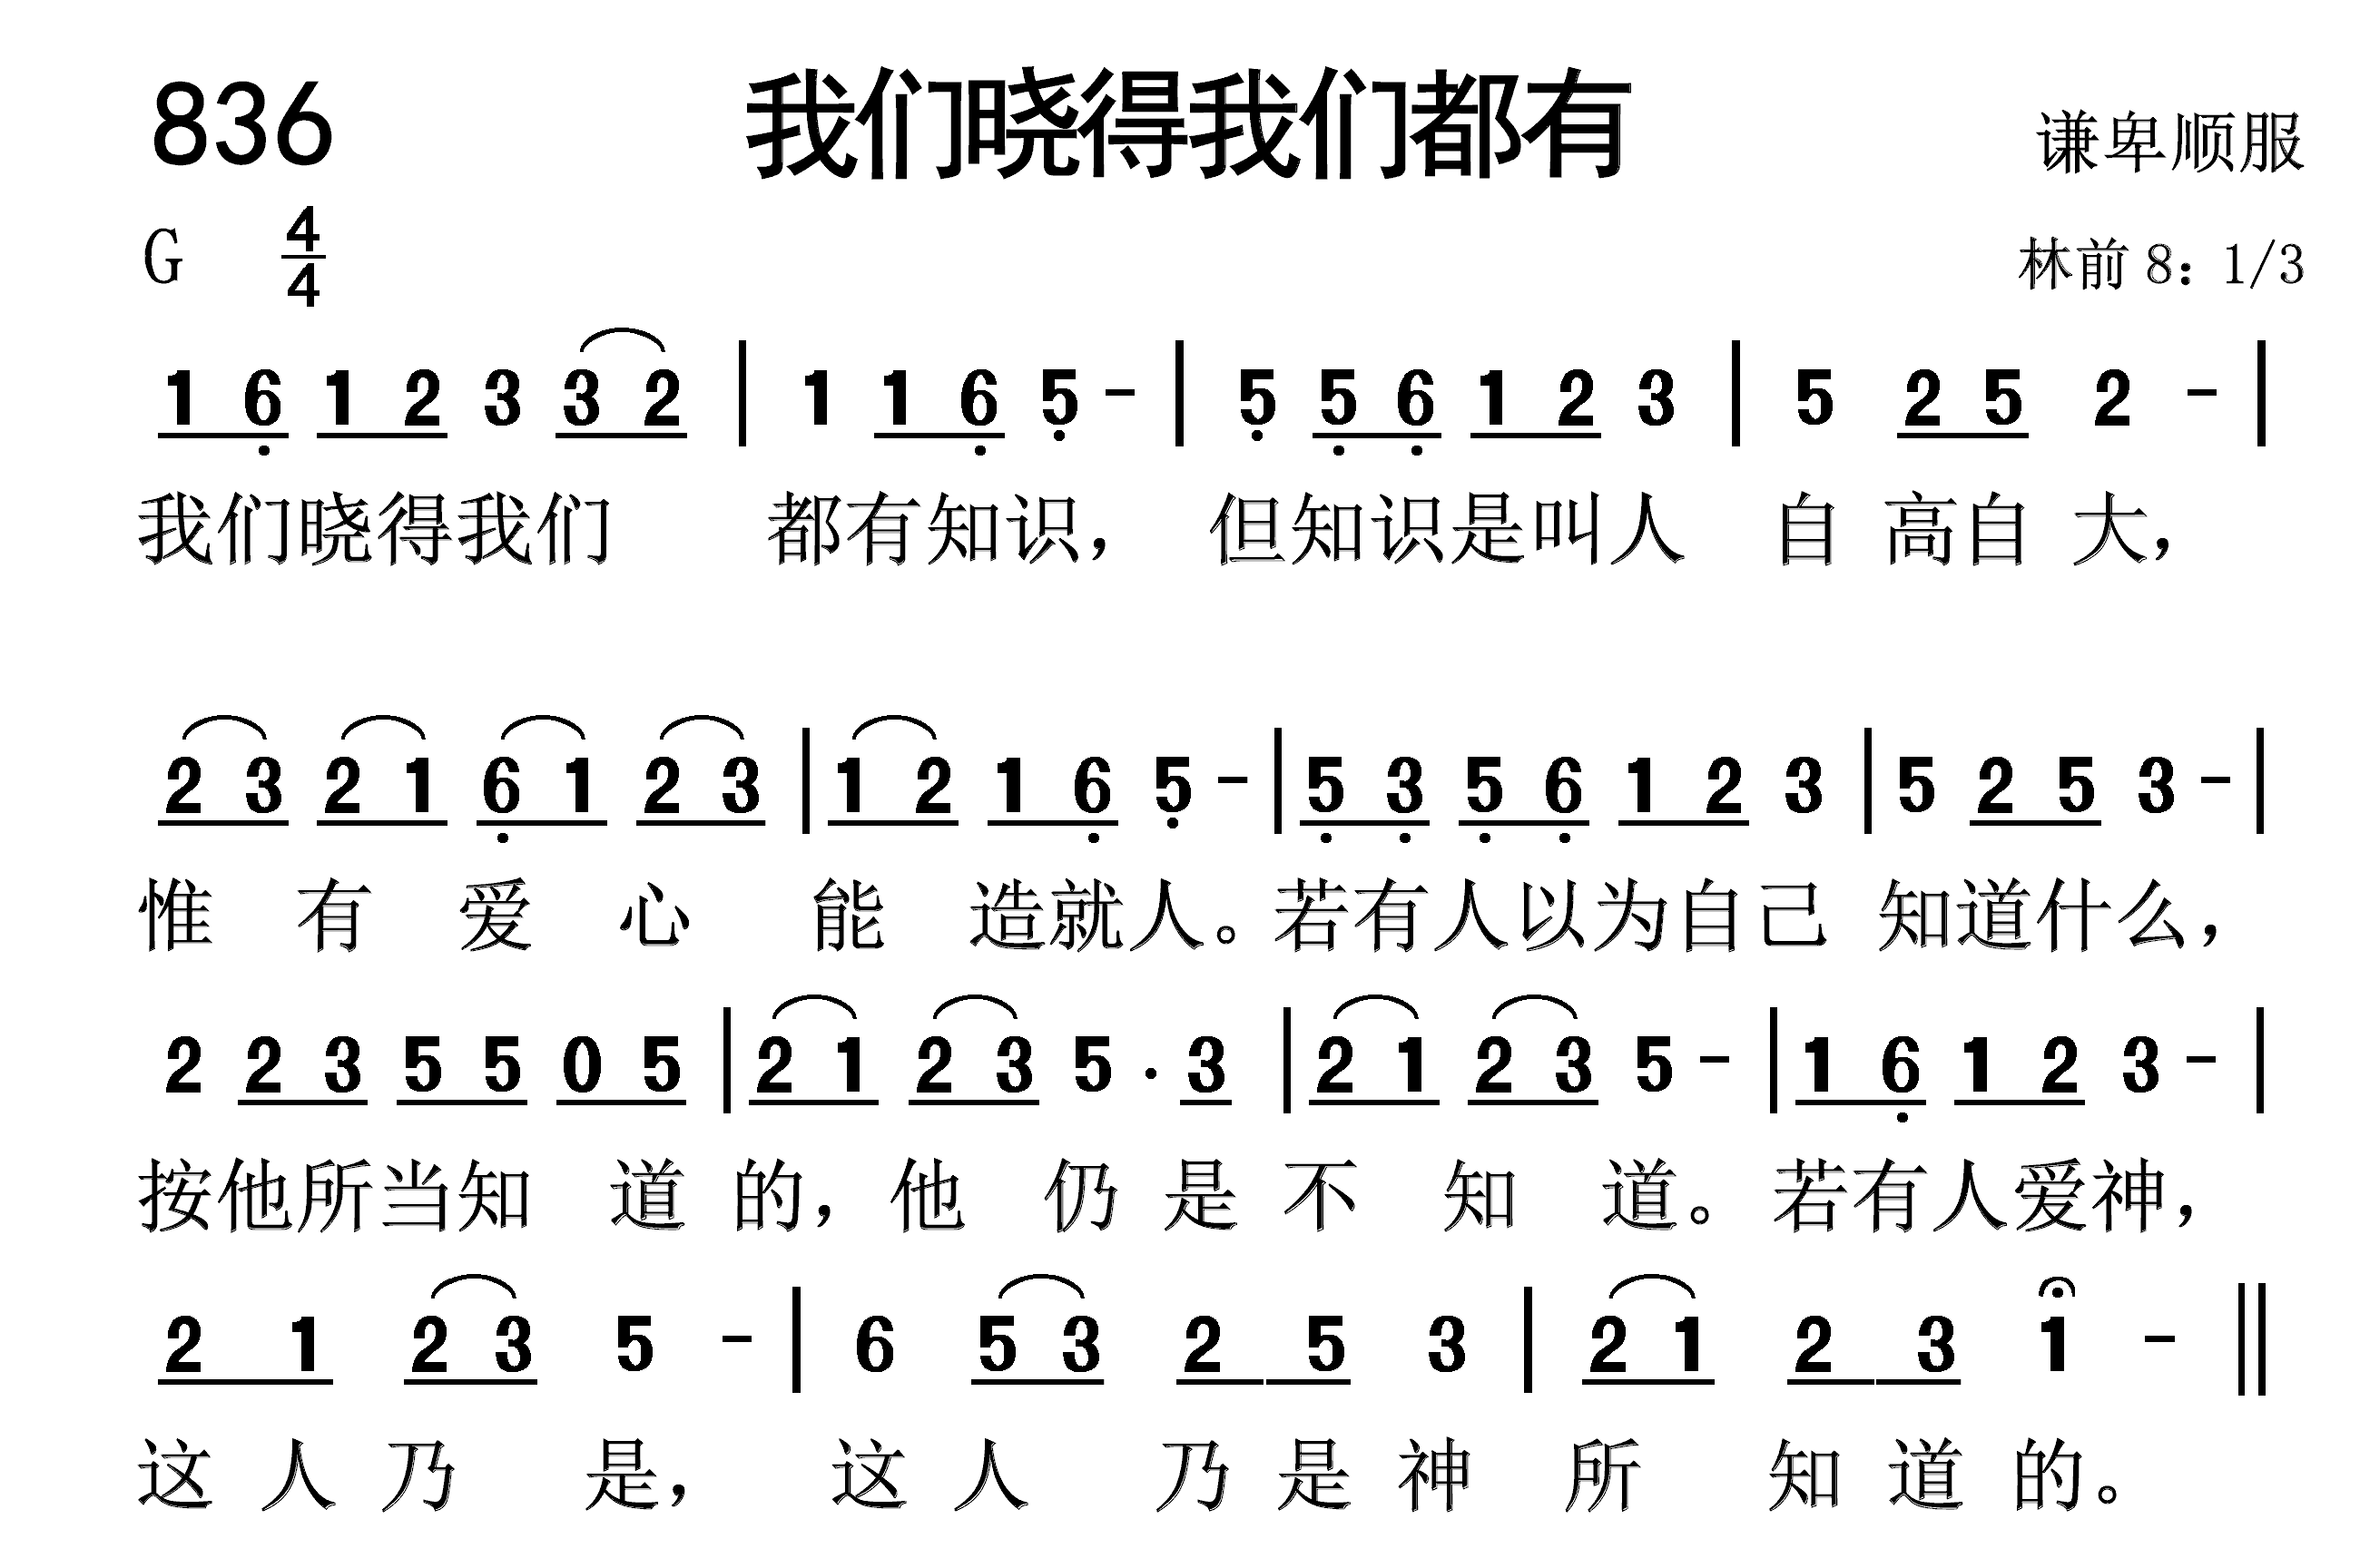 836 我们晓得我们都有 谦卑顺服
G 4/4 林前 8：1/3
1 6̣ 1 2 3 3 2 | 1 1 6̣ 5̣ - | 5̣ 5̣ 6̣ 1 2 3 | 5 2 5 2 - |
我们晓得我们 都有知识， 但知识是叫人 自高自大，
2 3 2 1 6̣ 1 2 3 | 1 2 1 6̣ 5̣ - | 5̣ 3̣ 5̣ 6̣ 1 2 3 | 5 2 5 3 - |
惟有爱心能 造就人。若有人以为自己 知道什么，
2 2 3 5 5 0 5 | 2 1 2 3 5 · 3 | 2 1 2 3 5 - | 1 6̣ 1 2 3 - |
按他所当知 道的，他 仍是不知道。若有人爱神，
2 1 2 3 5 - | 6 5 3 2 5 3 | 2 1 2 3 1 - ‖
这人乃是， 这人乃是神所知道的。